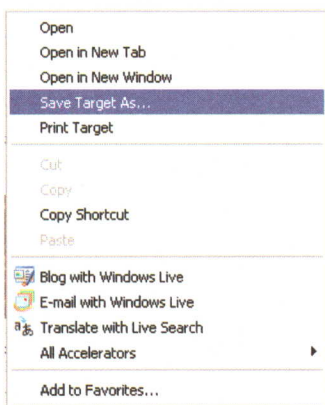 Open
Open in New Tab
Open in New Window
Save Target As...
Print Target
Cut
Copy
Copy Shortcut
Paste
Blog with Windows Live
E-mail with Windows Live
Translate with Live Search
All Accelerators
Add to Favorites...